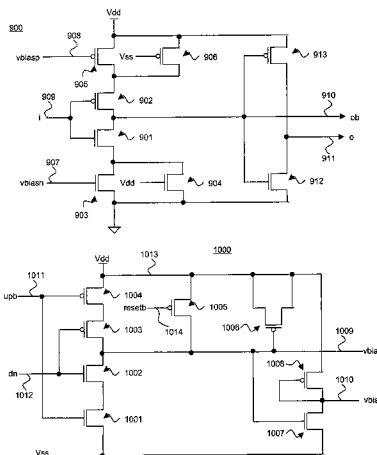 900
Vdd
908
vbiasp
905
Vss
906
913
909
902
i
901
910
ob
o
911
907
vbiasn
903
Vdd
904
912
1000
1011
upb
Vdd
1013
1004
resetb
1005
1014
1006
1003
1009
vbia
dn
1012
1002
1008
1010
vbia
1001
1007
Vss